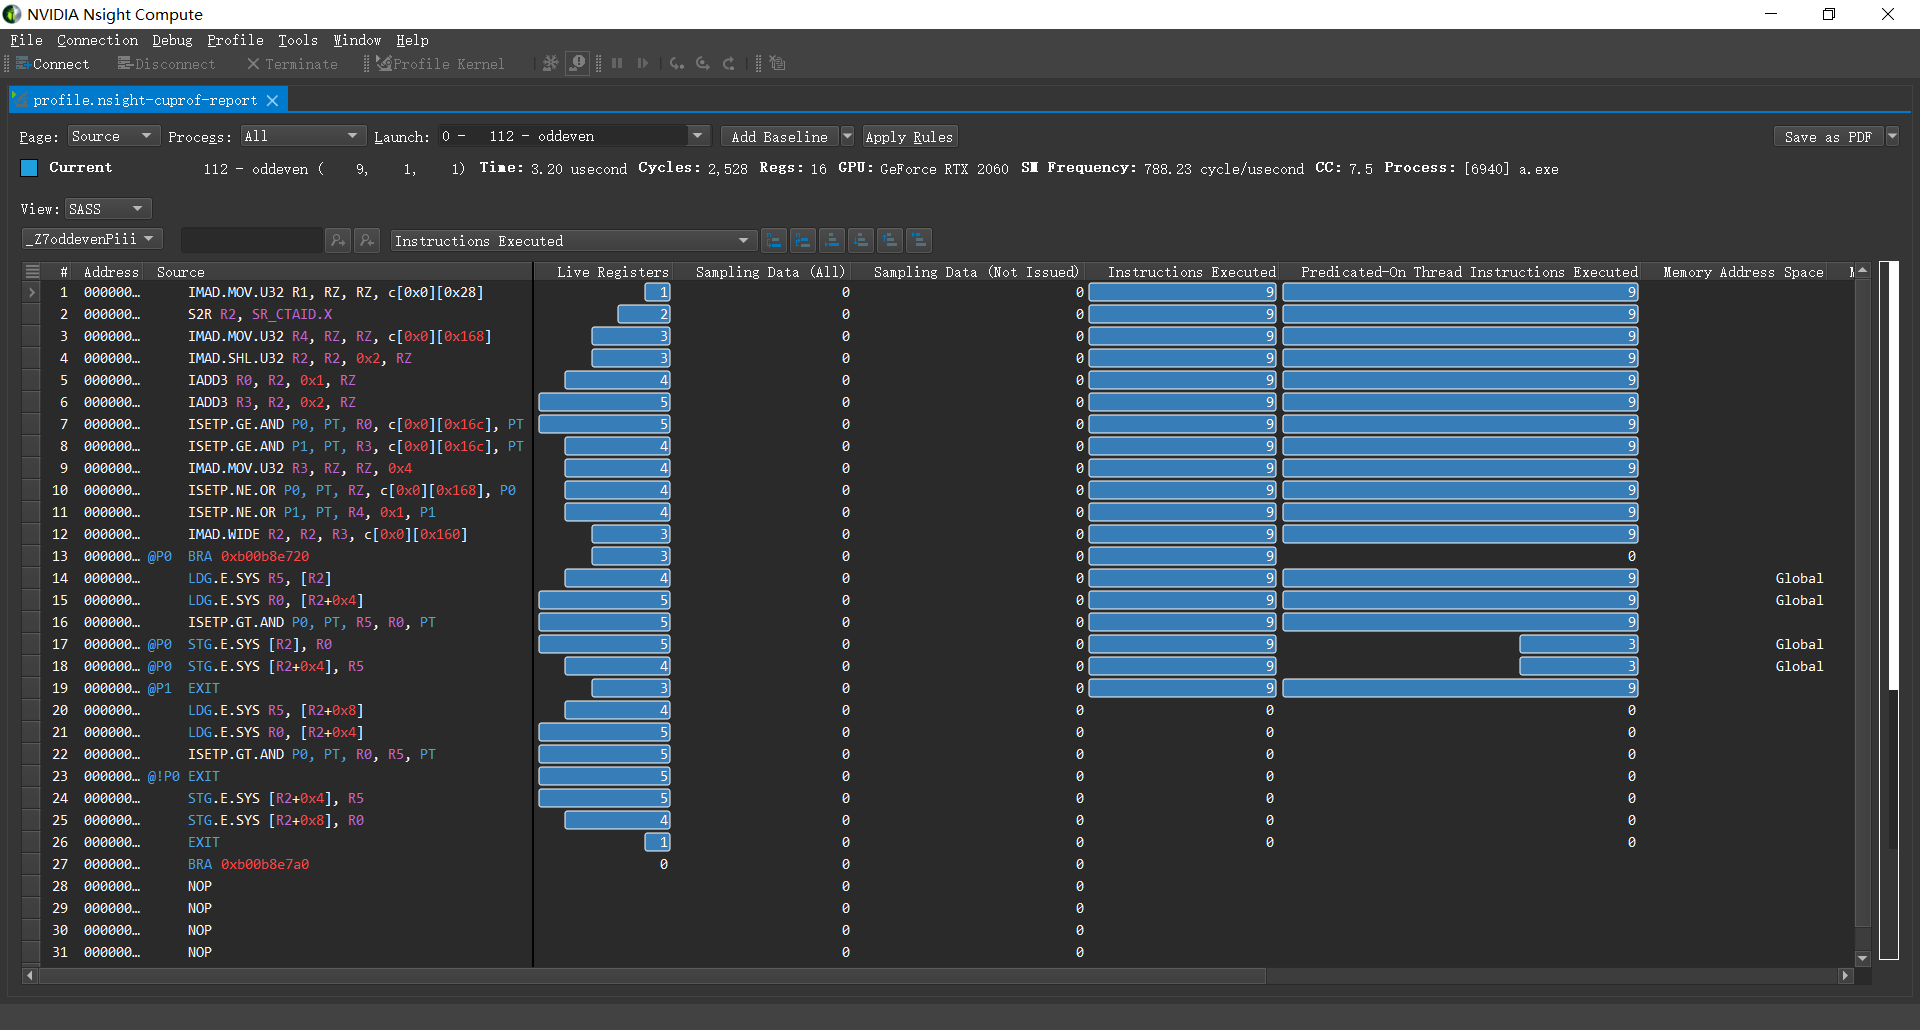 NVIDIA Nsight Compute
File Connection Debug Profile Tools Window Help
Connect Disconnect Terminate Profile Kernel
profile.nsight-cuprof-report
Page: Source Process: All Launch: 0 - 112 - oddeven Add Baseline Apply Rules Save as PDF
Current 112 - oddeven ( 9, 1, 1) Time: 3.20 usecond Cycles: 2,528 Regs: 16 GPU: GeForce RTX 2060 SM Frequency: 788.23 cycle/usecond CC: 7.5 Process: [6940] a.exe
View: SASS
_Z7oddevenPiii Instructions Executed
# Address Source Live Registers Sampling Data (All) Sampling Data (Not Issued) Instructions Executed Predicated-On Thread Instructions Executed Memory Address Space
1 000000… IMAD.MOV.U32 R1, RZ, RZ, c[0x0][0x28] 1 0 0 9 9
2 000000… S2R R2, SR_CTAID.X 2 0 0 9 9
3 000000… IMAD.MOV.U32 R4, RZ, RZ, c[0x0][0x168] 3 0 0 9 9
4 000000… IMAD.SHL.U32 R2, R2, 0x2, RZ 3 0 0 9 9
5 000000… IADD3 R0, R2, 0x1, RZ 4 0 0 9 9
6 000000… IADD3 R3, R2, 0x2, RZ 5 0 0 9 9
7 000000… ISETP.GE.AND P0, PT, R0, c[0x0][0x16c], PT 5 0 0 9 9
8 000000… ISETP.GE.AND P1, PT, R3, c[0x0][0x16c], PT 4 0 0 9 9
9 000000… IMAD.MOV.U32 R3, RZ, RZ, 0x4 4 0 0 9 9
10 000000… ISETP.NE.OR P0, PT, RZ, c[0x0][0x168], P0 4 0 0 9 9
11 000000… ISETP.NE.OR P1, PT, R4, 0x1, P1 4 0 0 9 9
12 000000… IMAD.WIDE R2, R2, R3, c[0x0][0x160] 3 0 0 9 9
13 000000… @P0 BRA 0xb00b8e720 3 0 0 9 0
14 000000… LDG.E.SYS R5, [R2] 4 0 0 9 9 Global
15 000000… LDG.E.SYS R0, [R2+0x4] 5 0 0 9 9 Global
16 000000… ISETP.GT.AND P0, PT, R5, R0, PT 5 0 0 9 9
17 000000… @P0 STG.E.SYS [R2], R0 5 0 0 9 3 Global
18 000000… @P0 STG.E.SYS [R2+0x4], R5 4 0 0 9 3 Global
19 000000… @P1 EXIT 3 0 0 9 9
20 000000… LDG.E.SYS R5, [R2+0x8] 4 0 0 0 0
21 000000… LDG.E.SYS R0, [R2+0x4] 5 0 0 0 0
22 000000… ISETP.GT.AND P0, PT, R0, R5, PT 5 0 0 0 0
23 000000… @!P0 EXIT 5 0 0 0 0
24 000000… STG.E.SYS [R2+0x4], R5 5 0 0 0 0
25 000000… STG.E.SYS [R2+0x8], R0 4 0 0 0 0
26 000000… EXIT 1 0 0 0 0
27 000000… BRA 0xb00b8e7a0 0 0 0
28 000000… NOP 0 0
29 000000… NOP 0 0
30 000000… NOP 0 0
31 000000… NOP 0 0